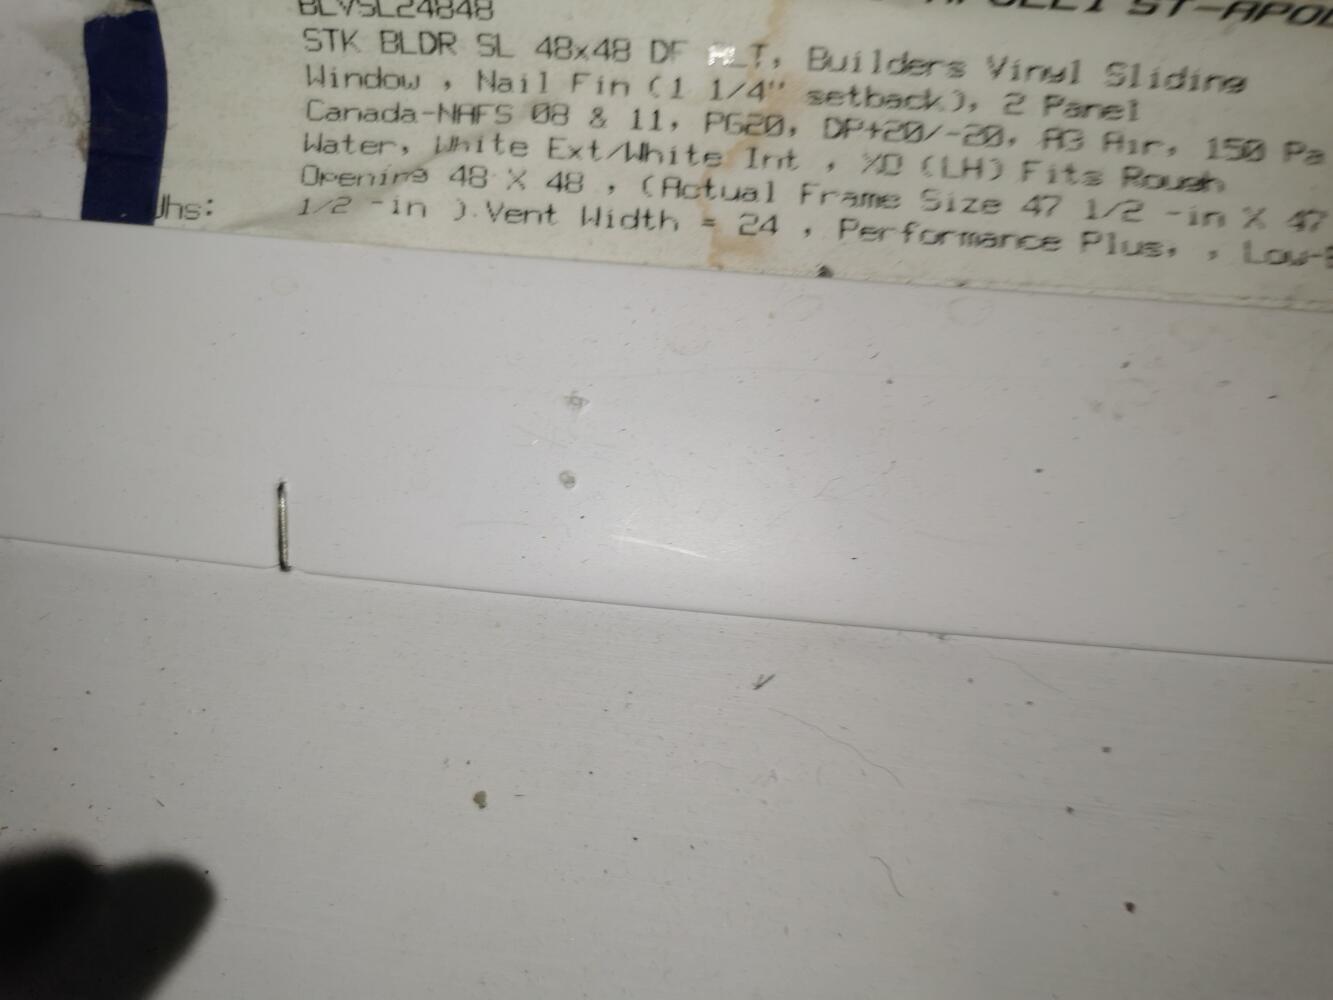 BLVSL24848
STK BLDR SL 48x48 DF FLT, Builders Vinyl Sliding
Window , Nail Fin (1 1/4" setback), 2 Panel
Canada-NAFS 08 & 11, PG20, DP+20/-20, A3 Air, 150 Pa
Water, White Ext/White Int , XO (LH) Fits Rough
Opening 48 X 48 , (Actual Frame Size 47 1/2 -in X 47
1/2 -in ).Vent Width = 24 , Performance Plus, , Low-E